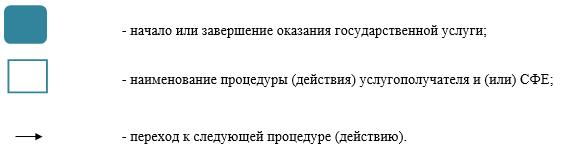 - начало или завершение оказания государственной услуги;
- наименование процедуры (действия) услугополучателя и (или) СФЕ;
- переход к следующей процедуре (действию).